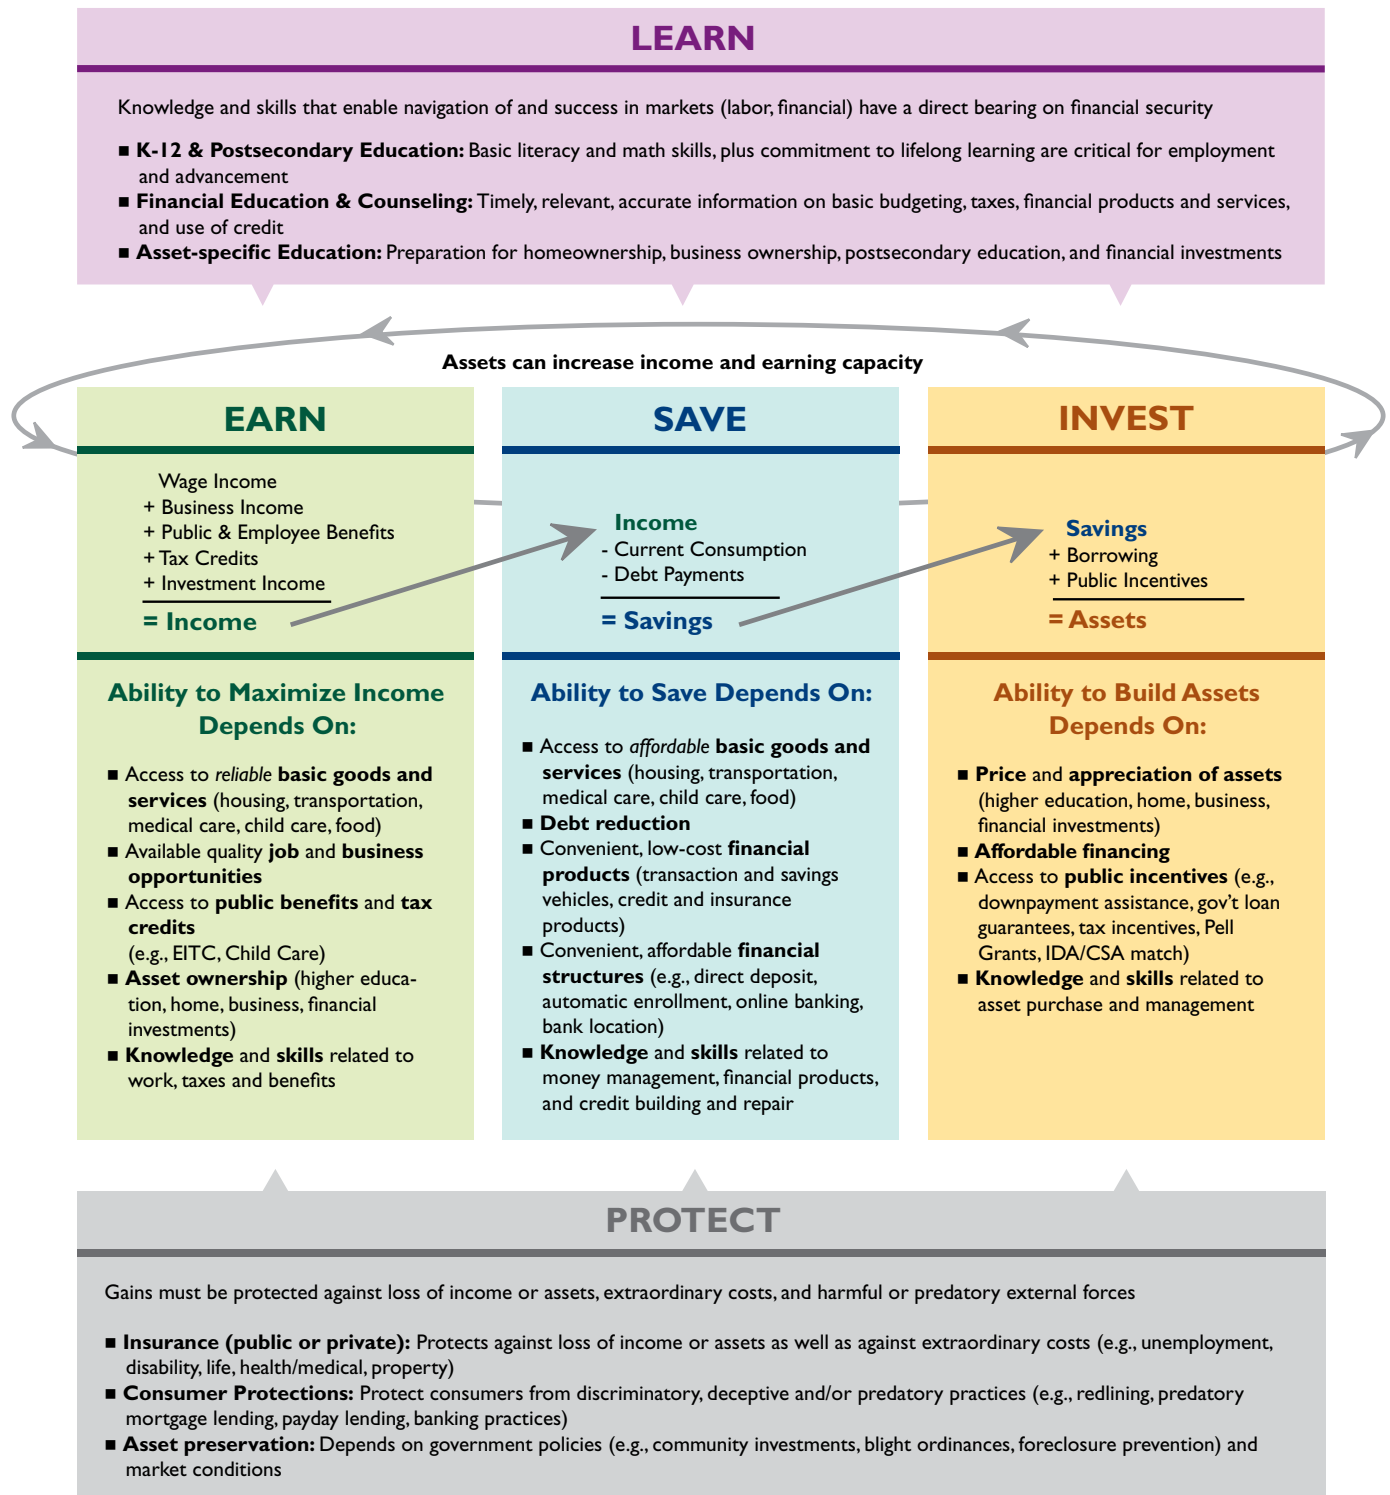 LEARN
Knowledge and skills that enable navigation of and success in markets (labor, financial) have a direct bearing on financial security
■ K-12 & Postsecondary Education: Basic literacy and math skills, plus commitment to lifelong learning are critical for employment
and advancement
■ Financial Education & Counseling: Timely, relevant, accurate information on basic budgeting, taxes, financial products and services,
and use of credit
■ Asset-specific Education: Preparation for homeownership, business ownership, postsecondary education, and financial investments
Assets can increase income and earning capacity
EARN
Wage Income
+ Business Income
+ Public & Employee Benefits
+ Tax Credits
+ Investment Income
= Income
Ability to Maximize Income
Depends On:
■ Access to reliable basic goods and
services (housing, transportation,
medical care, child care, food)
■ Available quality job and business
opportunities
■ Access to public benefits and tax
credits
(e.g., EITC, Child Care)
■ Asset ownership (higher educa-
tion, home, business, financial
investments)
■ Knowledge and skills related to
work, taxes and benefits
SAVE
Income
- Current Consumption
- Debt Payments
= Savings
Ability to Save Depends On:
■ Access to affordable basic goods and
services (housing, transportation,
medical care, child care, food)
■ Debt reduction
■ Convenient, low-cost financial
products (transaction and savings
vehicles, credit and insurance
products)
■ Convenient, affordable financial
structures (e.g., direct deposit,
automatic enrollment, online banking,
bank location)
■ Knowledge and skills related to
money management, financial products,
and credit building and repair
INVEST
Savings
+ Borrowing
+ Public Incentives
= Assets
Ability to Build Assets
Depends On:
■ Price and appreciation of assets
(higher education, home, business,
financial investments)
■ Affordable financing
■ Access to public incentives (e.g.,
downpayment assistance, gov't loan
guarantees, tax incentives, Pell
Grants, IDA/CSA match)
■ Knowledge and skills related to
asset purchase and management
PROTECT
Gains must be protected against loss of income or assets, extraordinary costs, and harmful or predatory external forces
■ Insurance (public or private): Protects against loss of income or assets as well as against extraordinary costs (e.g., unemployment,
disability, life, health/medical, property)
■ Consumer Protections: Protect consumers from discriminatory, deceptive and/or predatory practices (e.g., redlining, predatory
mortgage lending, payday lending, banking practices)
■ Asset preservation: Depends on government policies (e.g., community investments, blight ordinances, foreclosure prevention) and
market conditions